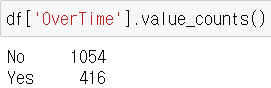 df['OverTime'].value_counts()
No 1054
Yes 416